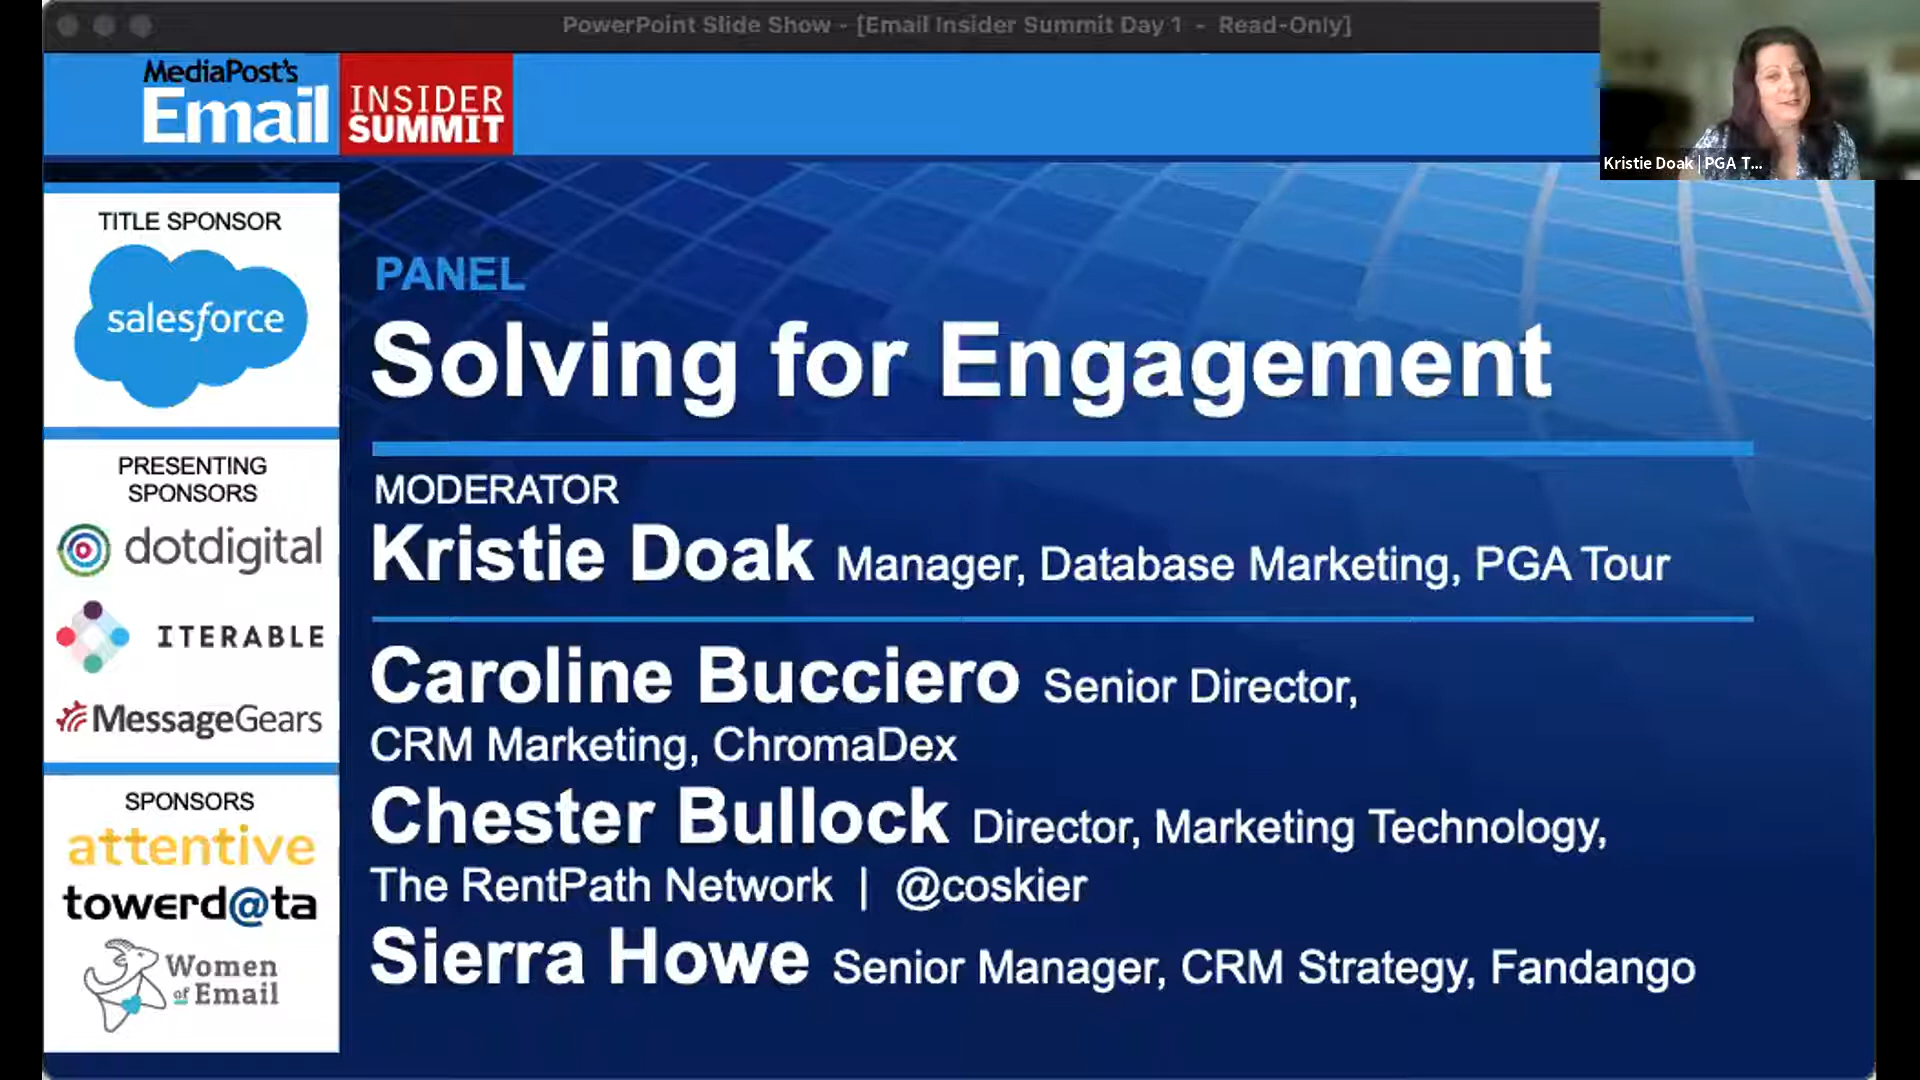 PowerPoint Slide Show - [Email Insider Summit Day 1 - Read-Only]
MediaPost's
Email
INSIDER
SUMMIT
Kristie Doak | PGA T...
TITLE SPONSOR
salesforce
PRESENTING
SPONSORS
dotdigital
ITERABLE
MessageGears
SPONSORS
attentive
towerd@ta
Women
of Email
PANEL
Solving for Engagement
MODERATOR
Kristie Doak Manager, Database Marketing, PGA Tour
Caroline Bucciero Senior Director,
CRM Marketing, ChromaDex
Chester Bullock Director, Marketing Technology,
The RentPath Network | @coskier
Sierra Howe Senior Manager, CRM Strategy, Fandango